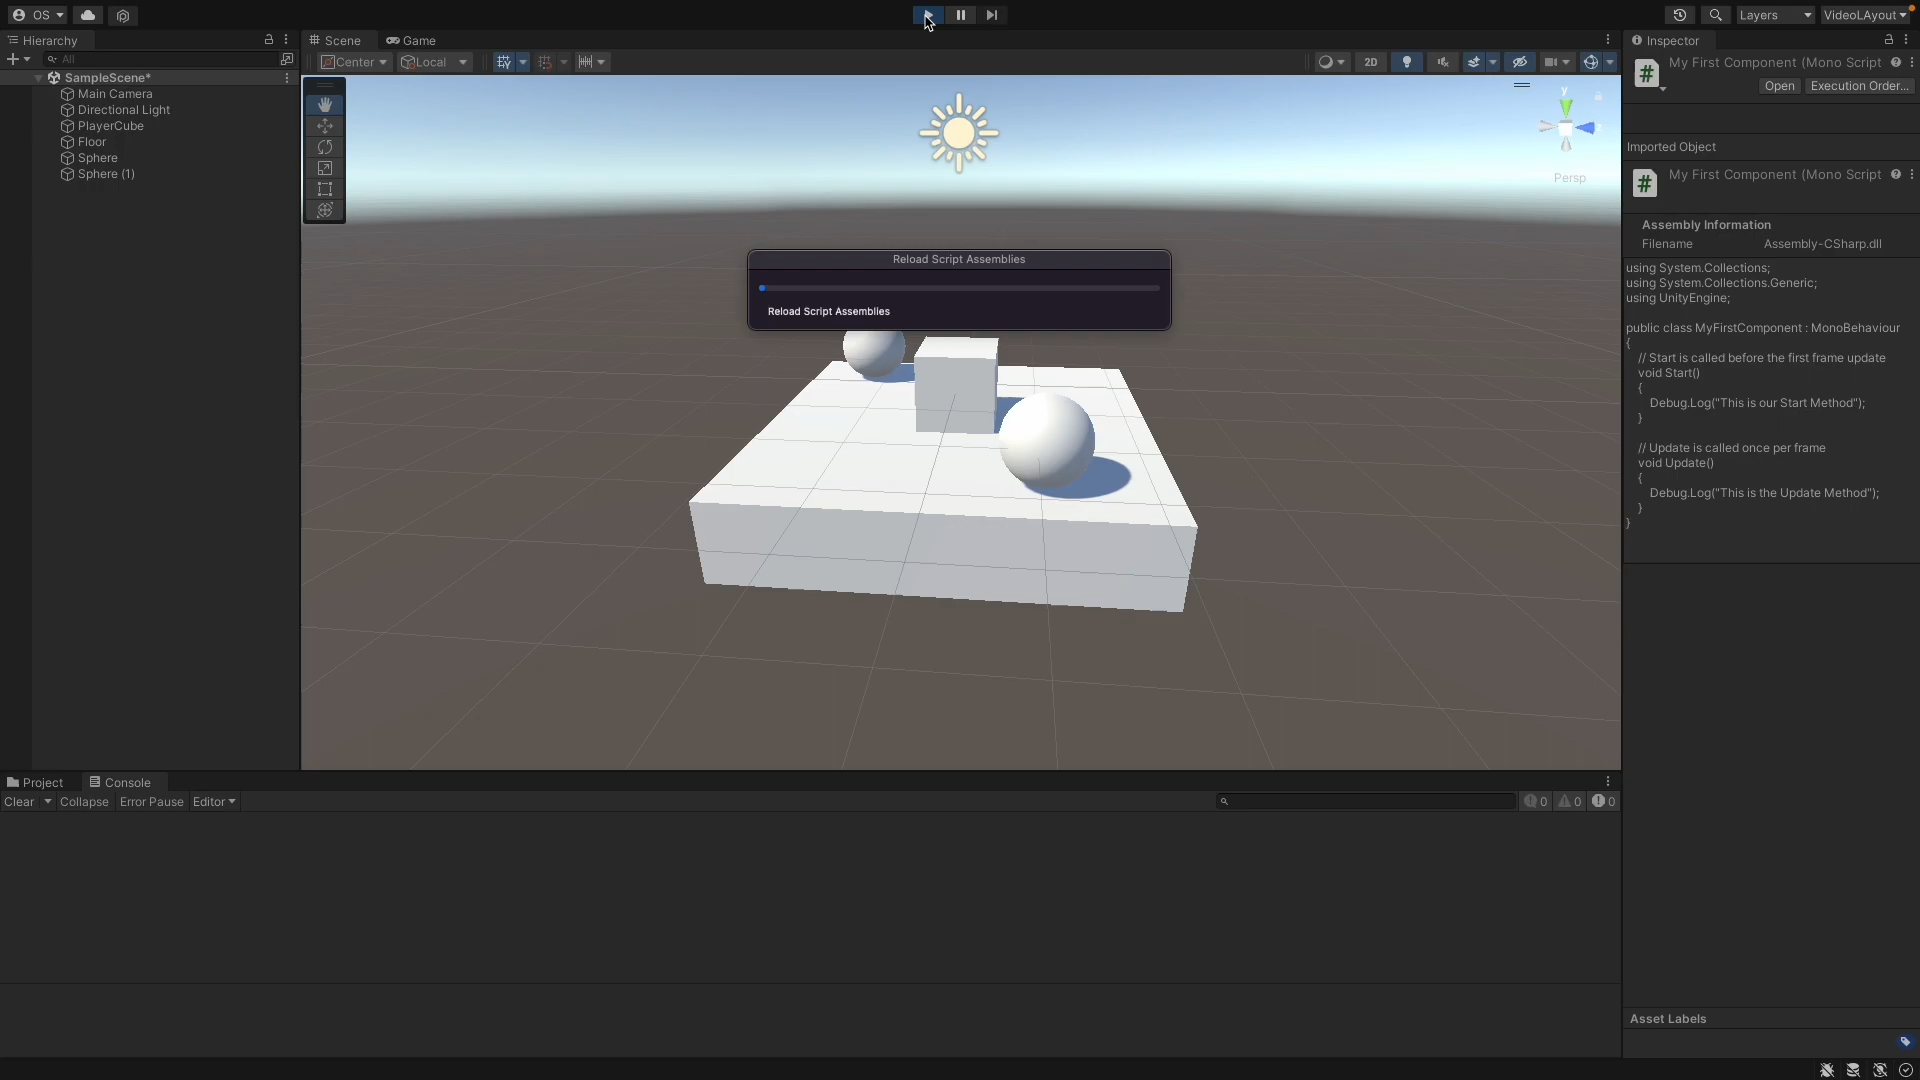 OS
Layers
VideoLAyout
Hierarchy
All
SampleScene*
Main Camera
Directional Light
PlayerCube
Floor
Sphere
Sphere (1)
Scene
Game
Center
Local
2D
y
z
Persp
Reload Script Assemblies
Reload Script Assemblies
Project
Console
Clear
Collapse
Error Pause
Editor
0
0
0
Inspector
My First Component (Mono Script
Open
Execution Order...
Imported Object
My First Component (Mono Script
Assembly Information
Filename
Assembly-CSharp.dll
using System.Collections;
using System.Collections.Generic;
using UnityEngine;
public class MyFirstComponent : MonoBehaviour
{
// Start is called before the first frame update
void Start()
{
Debug.Log("This is our Start Method");
}
// Update is called once per frame
void Update()
{
Debug.Log("This is the Update Method");
}
}
Asset Labels